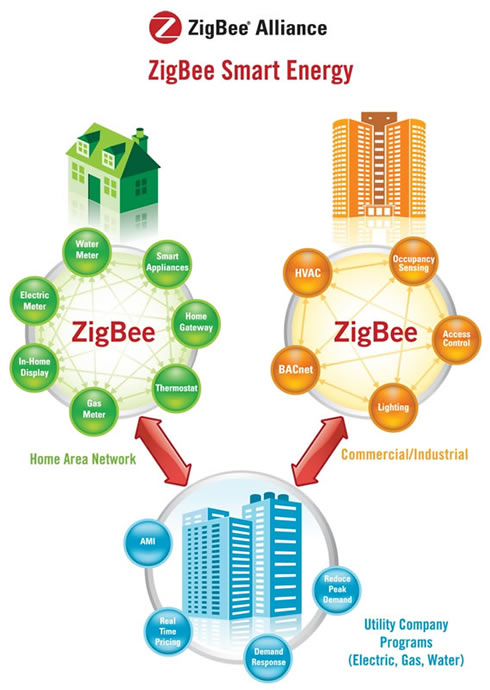 ZigBee® Alliance
ZigBee Smart Energy
Water
Meter
Smart
Appliances
Electric
Meter
Home
Gateway
ZigBee
In-Home
Display
Thermostat
Gas
Meter
Home Area Network
HVAC
Occupancy
Sensing
ZigBee
Access
Control
BACnet
Lighting
Commercial/Industrial
AMI
Reduce
Peak
Demand
Real
Time
Pricing
Demand
Response
Utility Company
Programs
(Electric, Gas, Water)